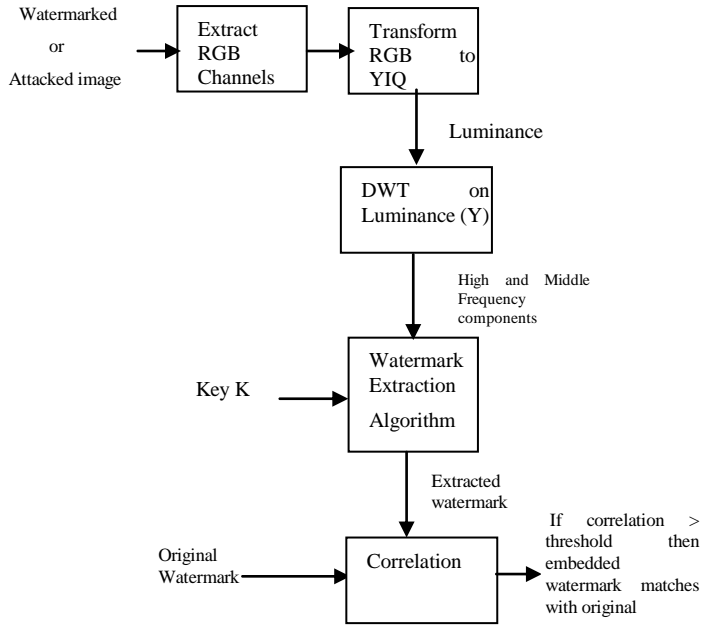 Watermarked
or
Attacked image
Extract
RGB
Channels
Transform
RGB to
YIQ
Luminance
DWT on
Luminance (Y)
High and Middle
Frequency
components
Key K
Watermark
Extraction
Algorithm
Extracted
watermark
Original
Watermark
Correlation
If correlation >
threshold then
embedded
watermark matches
with original